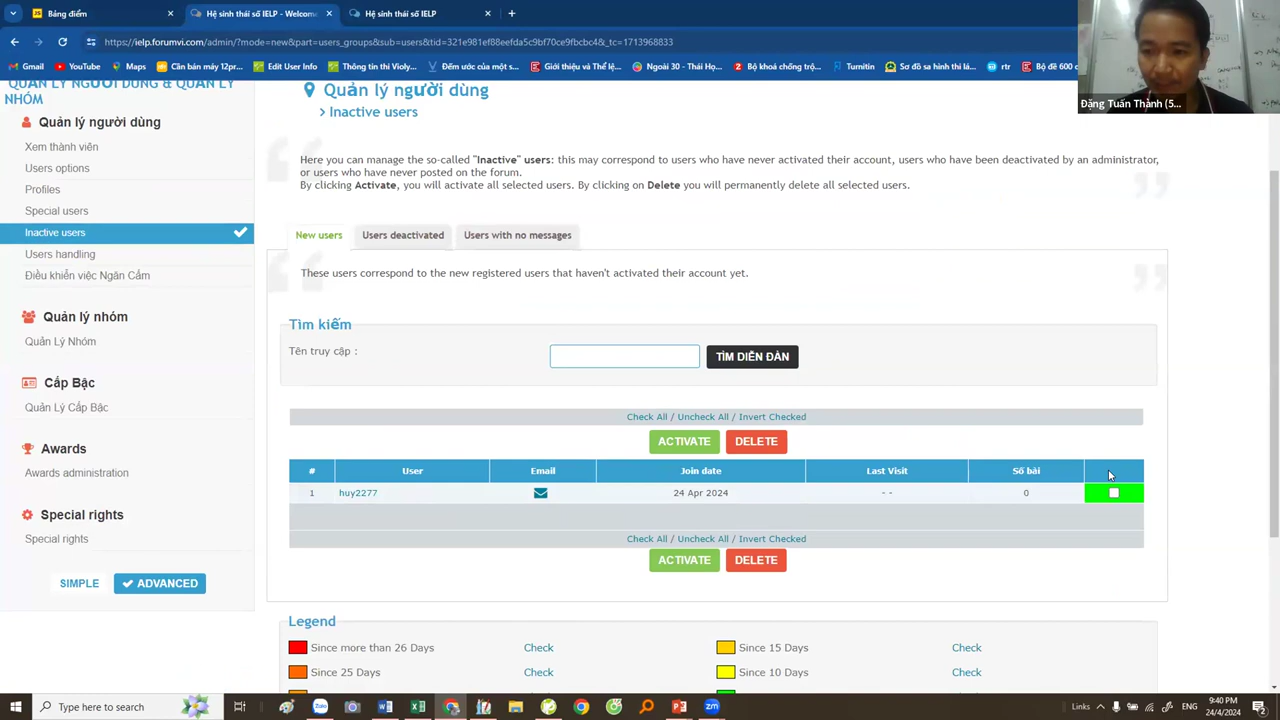 Bảng điểm
Hệ sinh thái số IELP - Welcom
Hệ sinh thái số IELP
https://ielp.forumvi.com/admin/?mode=new&part=users_groups&sub=users&tid=321e981ef88eefda5c9bf70ce9fbcbc4&_tc=1713968833
Gmail
YouTube
Maps
Căn bán máy 12pr...
Edit User Info
Thông tin thi Violy...
Đếm ước của một s...
Giới thiệu và Thể lệ...
Ngoài 30 - Thái Họ...
Bộ khoá chống trộ...
Turnitin
Sơ đồ sa hình thi lá...
rtr
Bộ đề 600 c
Đặng Tuấn Thành (5...
QUẢN LÝ NGƯỜI DÙNG & QUẢN LÝ
NHÓM
Quản lý người dùng
Xem thành viên
Users options
Profiles
Special users
Inactive users
Users handling
Điều khiển việc Ngăn Cấm
Quản lý nhóm
Quản Lý Nhóm
Cấp Bậc
Quản Lý Cấp Bậc
Awards
Awards administration
Special rights
Special rights
SIMPLE
ADVANCED
Quản lý người dùng
> Inactive users
Here you can manage the so-called "Inactive" users: this may correspond to users who have never activated their account, users who have been deactivated by an administrator,
or users who have never posted on the forum.
By clicking Activate, you will activate all selected users. By clicking on Delete you will permanently delete all selected users.
New users
Users deactivated
Users with no messages
These users correspond to the new registered users that haven't activated their account yet.
Tìm kiếm
Tên truy cập :
TÌM DIỄN ĐÀN
Check All / Uncheck All / Invert Checked
ACTIVATE
DELETE
# User Email Join date Last Visit Số bài
1 huy2277 24 Apr 2024 - - 0
Check All / Uncheck All / Invert Checked
ACTIVATE
DELETE
Legend
Since more than 26 Days Check Since 15 Days Check
Since 25 Days Check Since 10 Days Check
Type here to search
Links
ENG
9:40 PM
24/4/2024
2